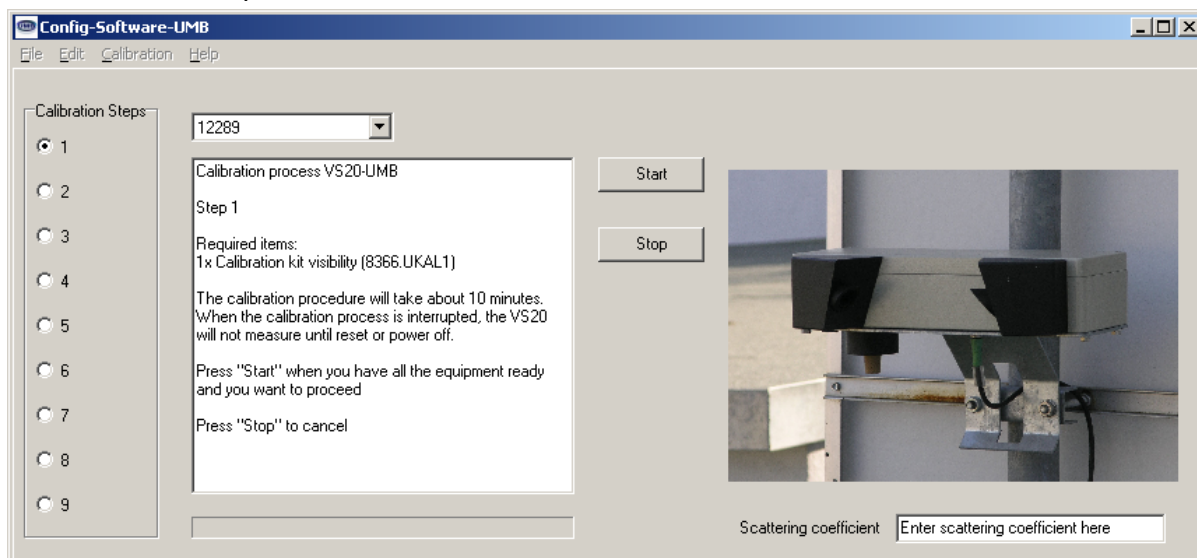 Config-Software-UMB
File Edit Calibration Help
Calibration Steps
1
2
3
4
5
6
7
8
9
12289
Calibration process VS20-UMB
Step 1
Required items:
1x Calibration kit visibility (8366.UKAL1)
The calibration procedure will take about 10 minutes.
When the calibration process is interrupted, the VS20
will not measure until reset or power off.
Press "Start" when you have all the equipment ready
and you want to proceed
Press "Stop" to cancel
Start
Stop
Scattering coefficient Enter scattering coefficient here